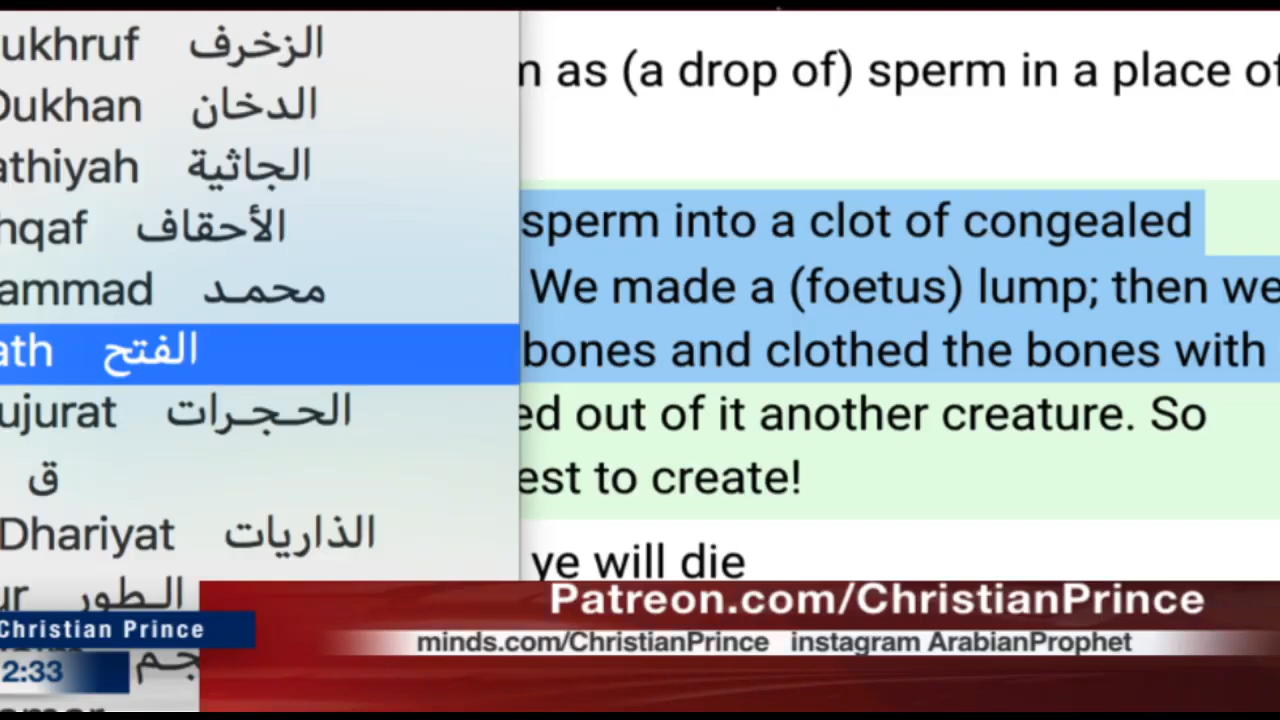 ukhruf الزخرف
Dukhan الدخان
athiyah الجاثية
hqaf الأحقاف
ammad محمد
ath الفتح
ujurat الحجرات
ق
Dhariyat الذاريات
ur الطور
m as (a drop of) sperm in a place of
sperm into a clot of congealed
We made a (foetus) lump; then we
bones and clothed the bones with
ed out of it another creature. So
est to create!
ye will die
Patreon.com/ChristianPrince
minds.com/ChristianPrince instagram ArabianProphet
Christian Prince
2:33